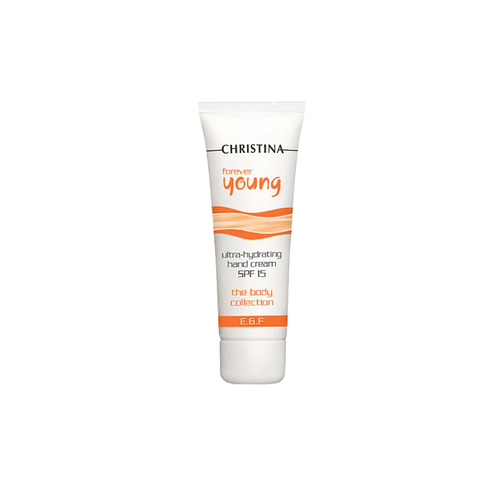 CHRISTINA
forever
young
ultra-hydrating
hand cream
SPF 15
the body
collection
E.G.F